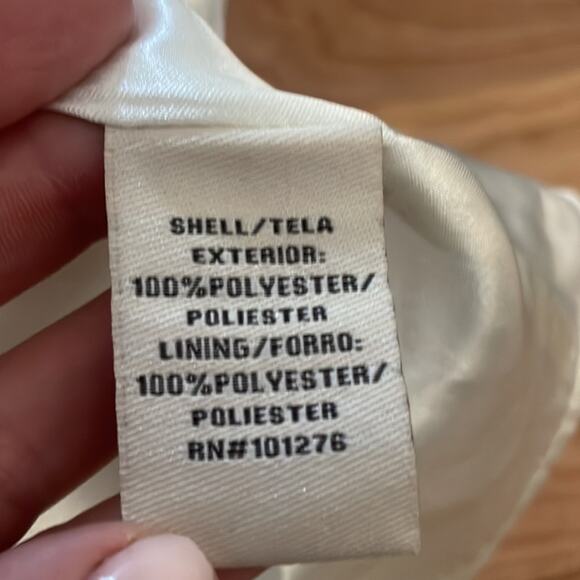 SHELL/TELA
EXTERIOR:
100%POLYESTER/
POLIESTER
LINING/FORRO:
100%POLYESTER/
POLIESTER
RN#101276